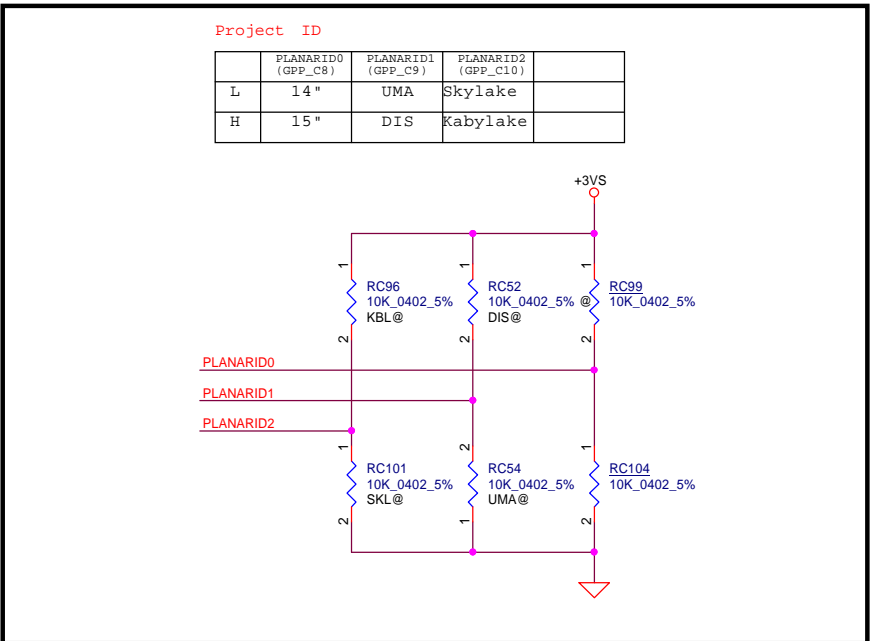 Project ID
PLANARID0 PLANARID1 PLANARID2
(GPP_C8) (GPP_C9) (GPP_C10)
L 14" UMA Skylake
H 15" DIS Kabylake
+3VS
1 1 1
RC96 RC52 RC99
10K_0402_5% 10K_0402_5% @ 10K_0402_5%
KBL@ DIS@
2 2 2
PLANARID0
PLANARID1
PLANARID2
1 2 1
RC101 RC54 RC104
10K_0402_5% 10K_0402_5% 10K_0402_5%
SKL@ UMA@
2 1 2